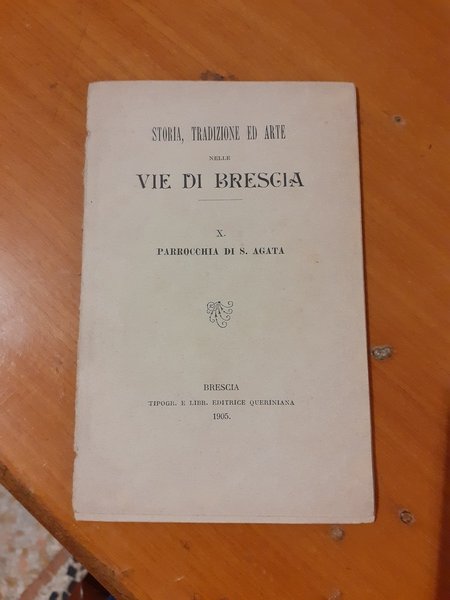 STORIA, TRADIZIONE ED ARTE
NELLE
VIE DI BRESCIA
X.
PARROCCHIA DI S. AGATA
BRESCIA
TIPOGR. E LIBR. EDITRICE QUERINIANA
1905.